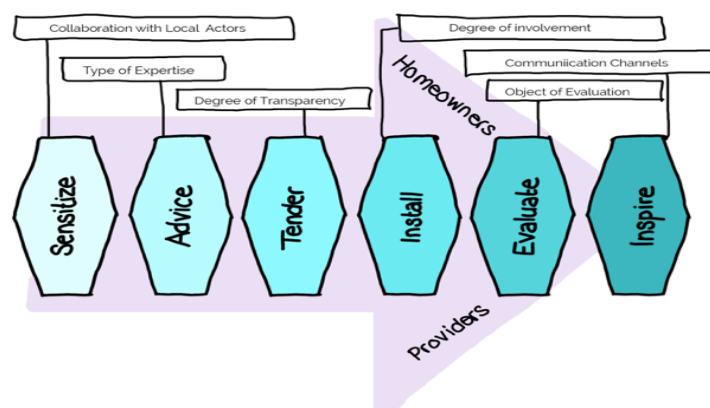 Collaboration with Local Actors
Degree of involvement
Type of Expertise
Communiication Channels
Degree of Transparency
Object of Evaluation
Homeowners
Sensitize
Advice
Tender
Install
Evaluate
Inspire
Providers